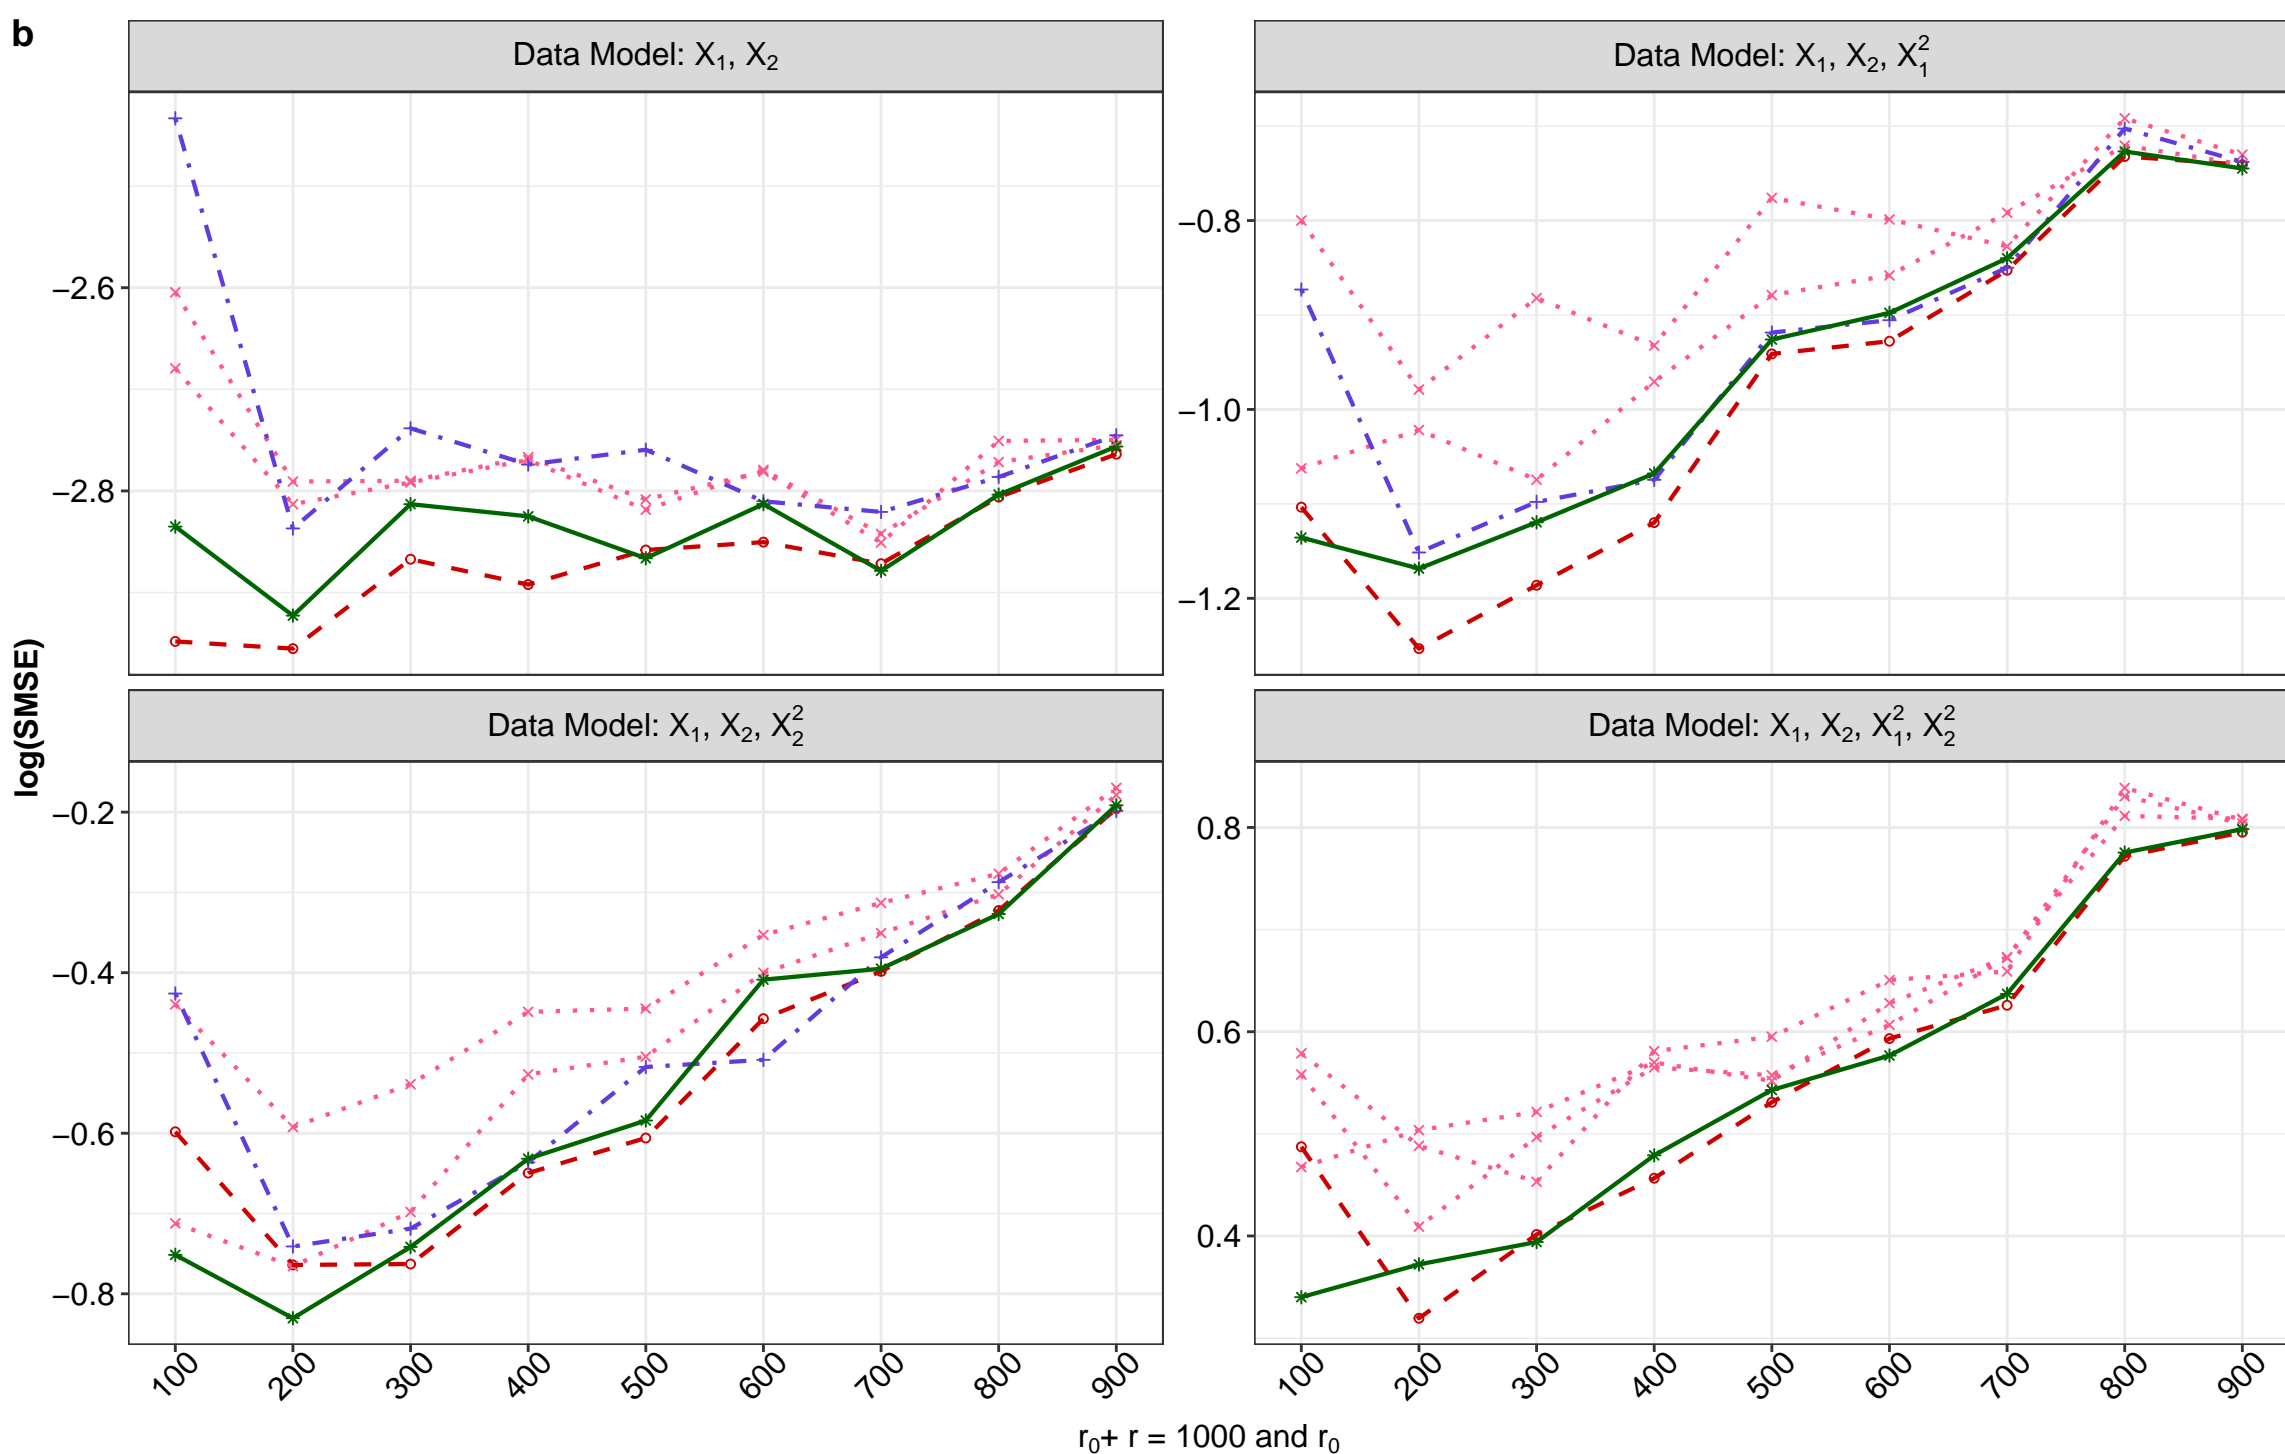 b
Data Model: X₁, X₂
Data Model: X₁, X₂, X₁²
−2.6
−2.8
−0.8
−1.0
−1.2
log(SMSE)
Data Model: X₁, X₂, X₂²
Data Model: X₁, X₂, X₁², X₂²
−0.2
−0.4
−0.6
−0.8
0.8
0.6
0.4
100 200 300 400 500 600 700 800 900
100 200 300 400 500 600 700 800 900
r₀+ r = 1000 and r₀